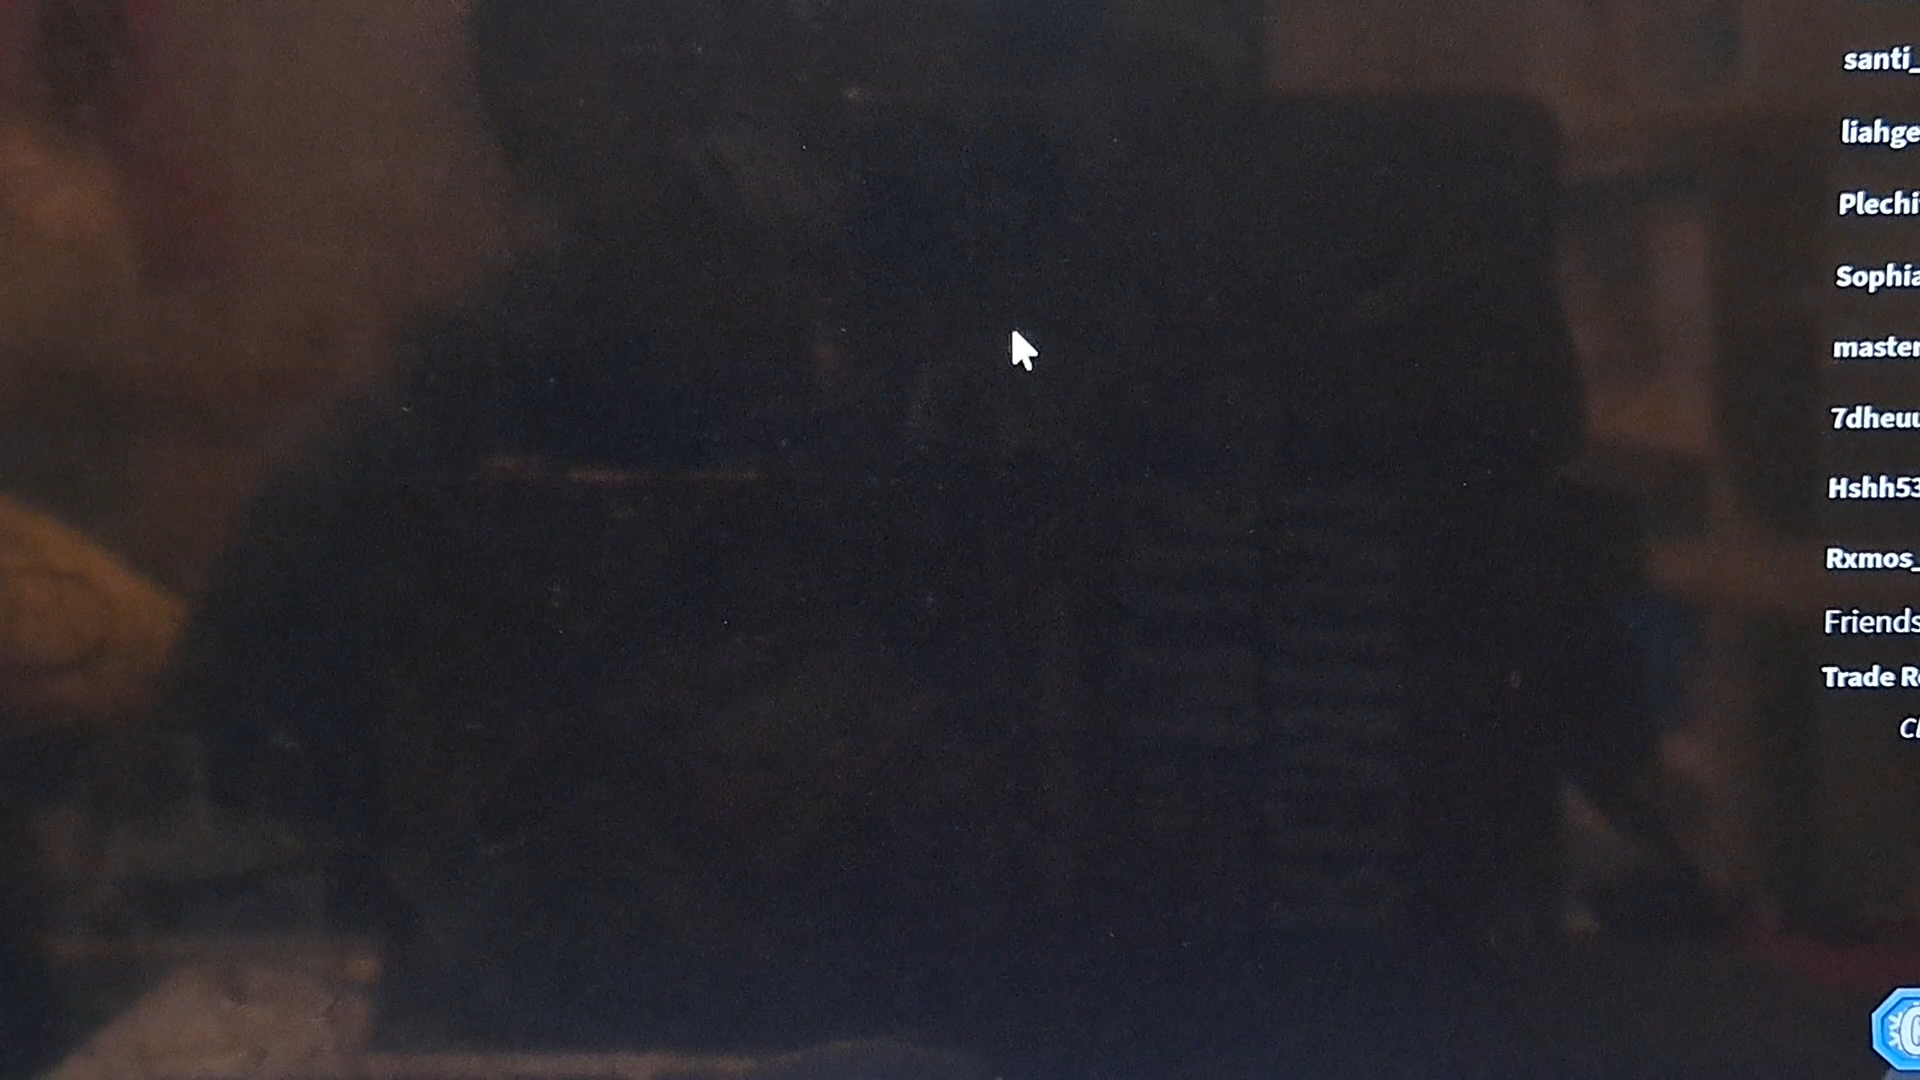 santi_
liahge
Plechi
Sophia
master
7dheuu
Hshh53
Rxmos_
Friends
Trade R